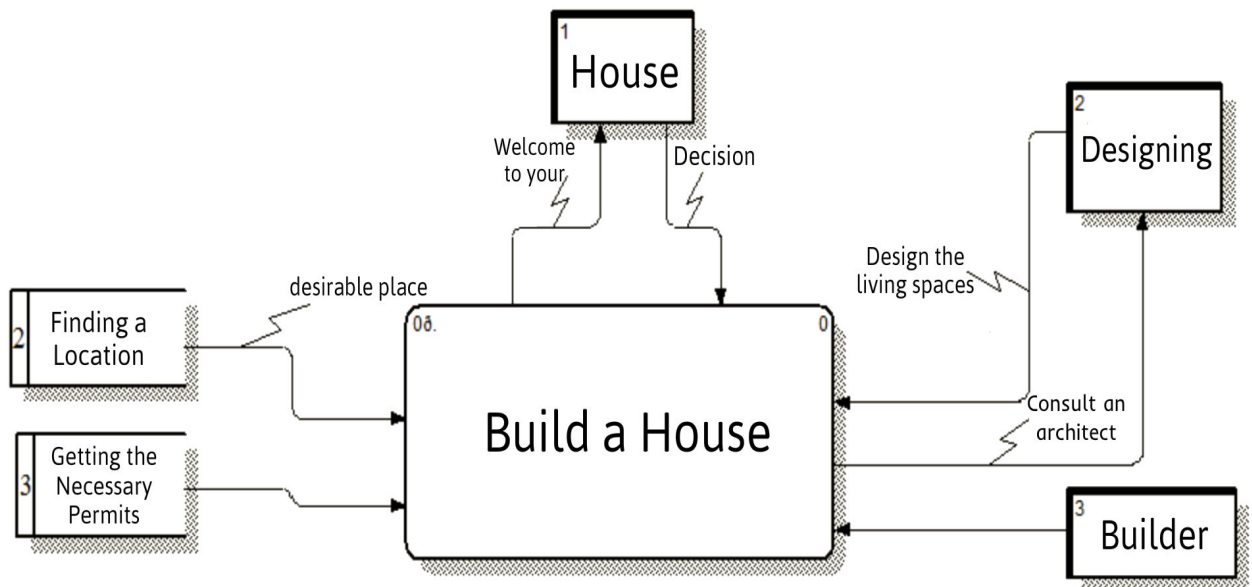 1
House
2
Designing
Welcome
to your
Decision
Design the
living spaces
desirable place
2
Finding a
Location
0ð.
0
Build a House
Consult an
architect
3
Getting the
Necessary
Permits
3
Builder